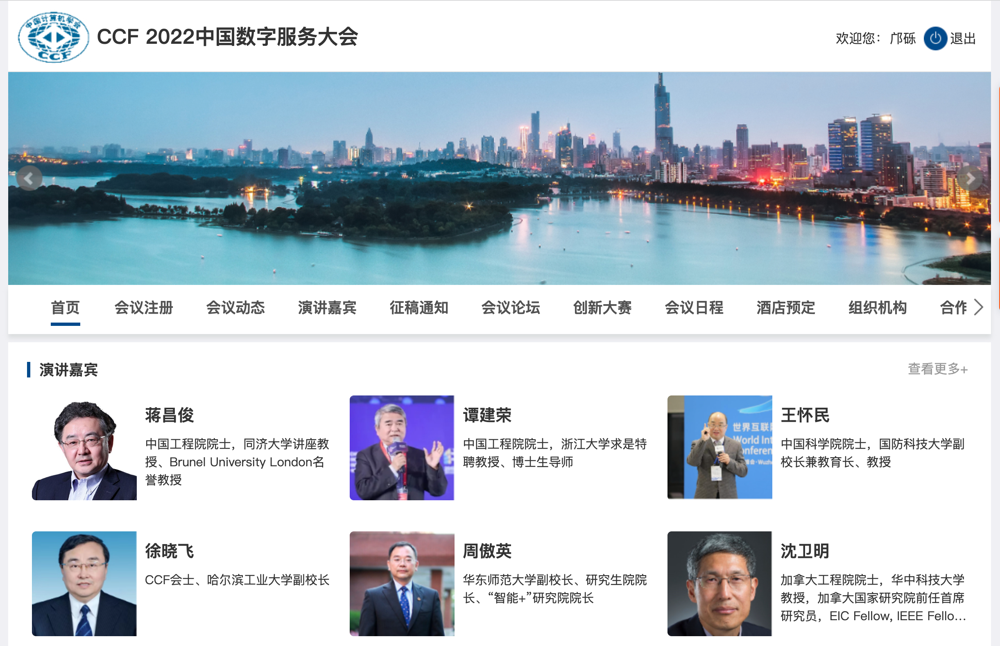 中国计算机学会
CCF
CCF 2022中国数字服务大会
欢迎您： 邝砾 退出
首页 会议注册 会议动态 演讲嘉宾 征稿通知 会议论坛 创新大赛 会议日程 酒店预定 组织机构 合作
演讲嘉宾
查看更多+
蒋昌俊
中国工程院院士，同济大学讲座教
授、Brunel University London名
誉教授
谭建荣
中国工程院院士，浙江大学求是特
聘教授、博士生导师
世界互联
World Int
onferen
峰会·Wuzhe
王怀民
中国科学院院士，国防科技大学副
校长兼教育长、教授
徐晓飞
CCF会士、哈尔滨工业大学副校长
周傲英
华东师范大学副校长、研究生院院
长、“智能+”研究院院长
沈卫明
加拿大工程院院士，华中科技大学
教授，加拿大国家研究院前任首席
研究员，EIC Fellow, IEEE Fello...